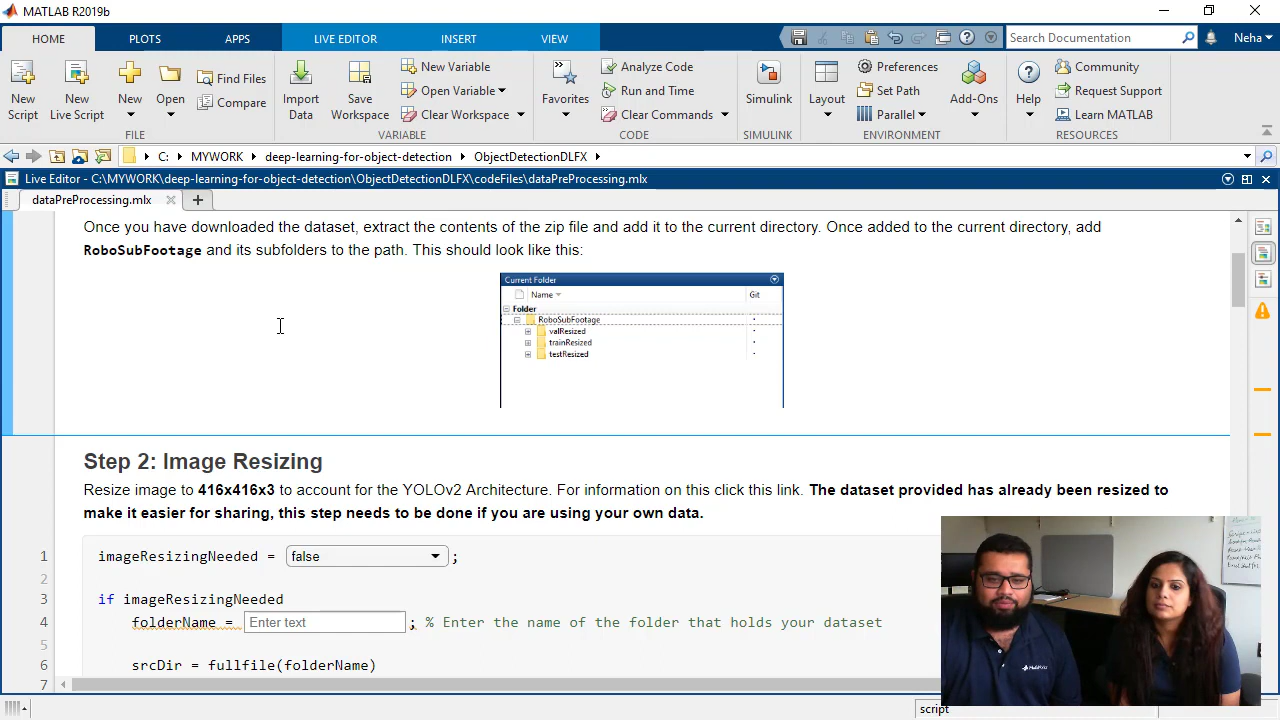 MATLAB R2019b
HOME PLOTS APPS LIVE EDITOR INSERT VIEW
Search Documentation
Neha
New Script
New Live Script
New
Open
Find Files
Compare
FILE
Import Data
Save Workspace
New Variable
Open Variable
Clear Workspace
VARIABLE
Favorites
Analyze Code
Run and Time
Clear Commands
CODE
Simulink
SIMULINK
Layout
Preferences
Set Path
Parallel
Add-Ons
ENVIRONMENT
Help
Community
Request Support
Learn MATLAB
RESOURCES
C: MYWORK deep-learning-for-object-detection ObjectDetectionDLFX
Live Editor - C:\MYWORK\deep-learning-for-object-detection\ObjectDetectionDLFX\codeFiles\dataPreProcessing.mlx
dataPreProcessing.mlx
Once you have downloaded the dataset, extract the contents of the zip file and add it to the current directory. Once added to the current directory, add
RoboSubFootage and its subfolders to the path. This should look like this:
Current Folder
Name Git
Folder
RoboSubFootage
valResized
trainResized
testResized
Step 2: Image Resizing
Resize image to 416x416x3 to account for the YOLOv2 Architecture. For information on this click this link. The dataset provided has already been resized to
make it easier for sharing, this step needs to be done if you are using your own data.
1 imageResizingNeeded = false ;
2
3 if imageResizingNeeded
4 folderName = Enter text ; % Enter the name of the folder that holds your dataset
5
6 srcDir = fullfile(folderName)
7
script